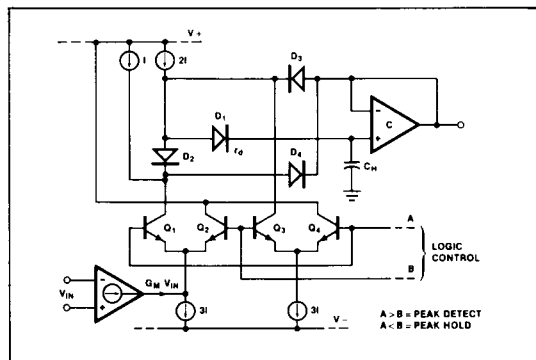 V+
I
2I
D3
C
D1
rd
D2
D4
CH
Q1
Q2
Q3
Q4
A
B
LOGIC
CONTROL
VIN
GM VIN
3I
3I
V-
A > B = PEAK DETECT
A < B = PEAK HOLD
-
+
-
+